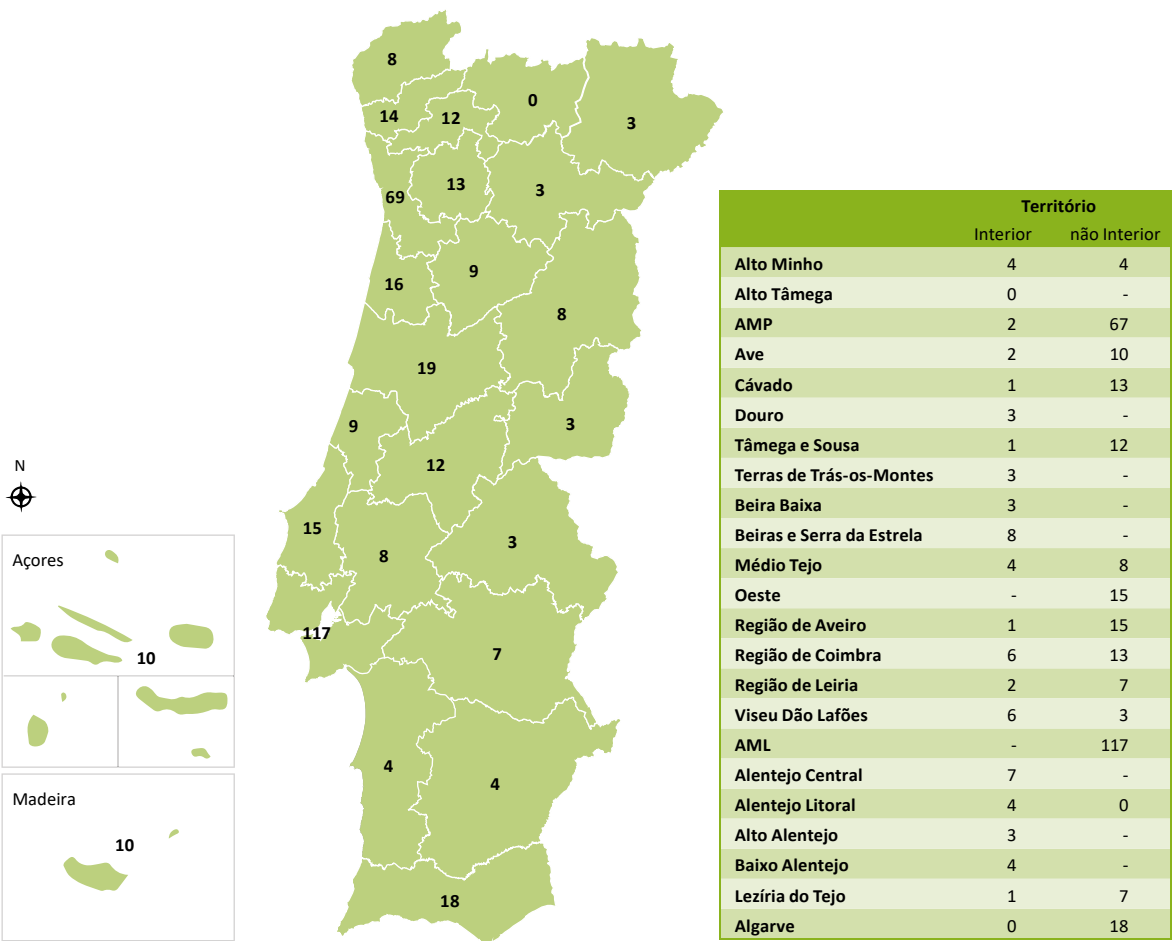 8
0
14
12
3
13
3
69
9
16
8
19
9
3
12
N
15
3
8
Açores
117
10
7
4
4
Madeira
10
18
Território
Interior não Interior
Alto Minho 4 4
Alto Tâmega 0 -
AMP 2 67
Ave 2 10
Cávado 1 13
Douro 3 -
Tâmega e Sousa 1 12
Terras de Trás-os-Montes 3 -
Beira Baixa 3 -
Beiras e Serra da Estrela 8 -
Médio Tejo 4 8
Oeste - 15
Região de Aveiro 1 15
Região de Coimbra 6 13
Região de Leiria 2 7
Viseu Dão Lafões 6 3
AML - 117
Alentejo Central 7 -
Alentejo Litoral 4 0
Alto Alentejo 3 -
Baixo Alentejo 4 -
Lezíria do Tejo 1 7
Algarve 0 18